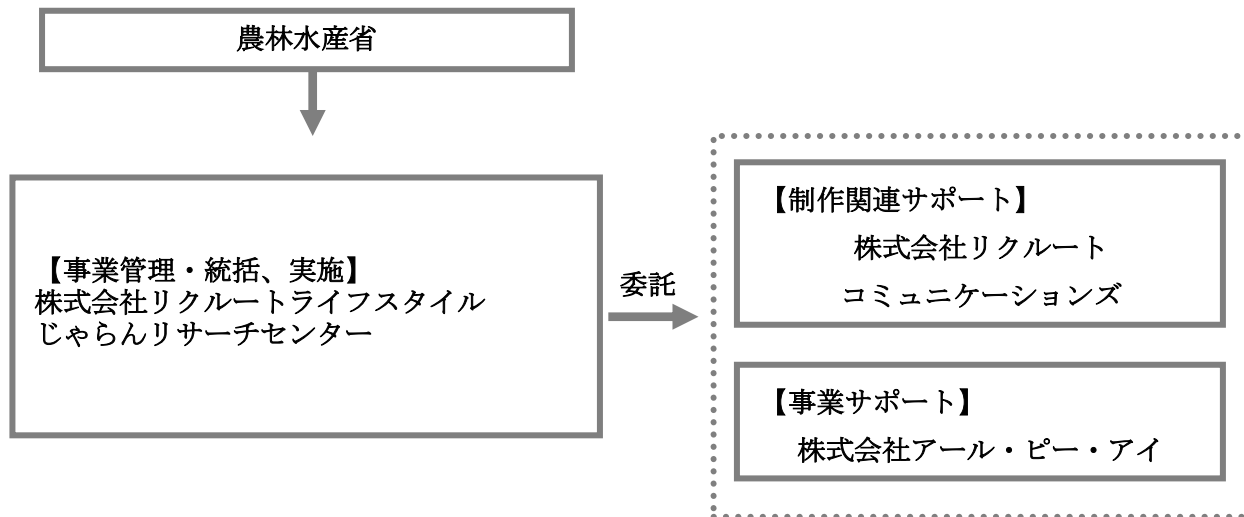 農林水産省
【事業管理・統括、実施】
株式会社リクルートライフスタイル
じゃらんリサーチセンター
委託
【制作関連サポート】
株式会社リクルート
コミュニケーションズ
【事業サポート】
株式会社アール・ピー・アイ